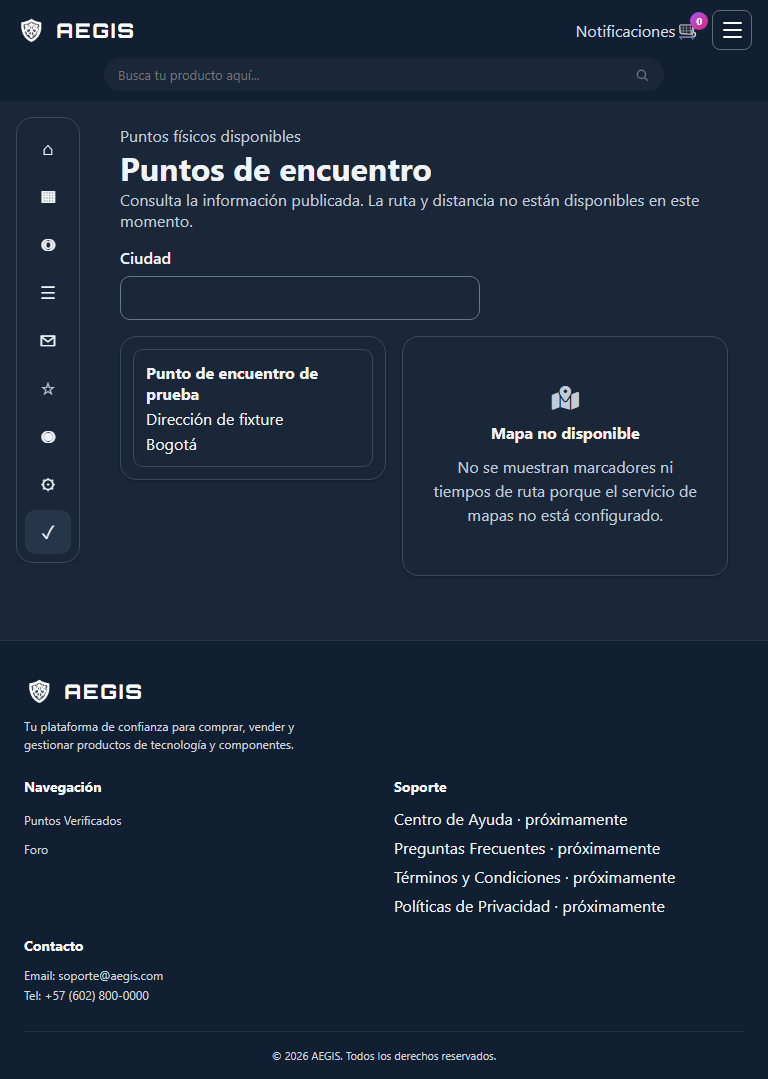 AEGIS
Notificaciones
0
Busca tu producto aquí...
Puntos físicos disponibles
Puntos de encuentro
Consulta la información publicada. La ruta y distancia no están disponibles en este
momento.
Ciudad
Punto de encuentro de
prueba
Dirección de fixture
Bogotá
Mapa no disponible
No se muestran marcadores ni
tiempos de ruta porque el servicio de
mapas no está configurado.
AEGIS
Tu plataforma de confianza para comprar, vender y
gestionar productos de tecnología y componentes.
Navegación
Puntos Verificados
Foro
Soporte
Centro de Ayuda · próximamente
Preguntas Frecuentes · próximamente
Términos y Condiciones · próximamente
Políticas de Privacidad · próximamente
Contacto
Email: soporte@aegis.com
Tel: +57 (602) 800-0000
© 2026 AEGIS. Todos los derechos reservados.